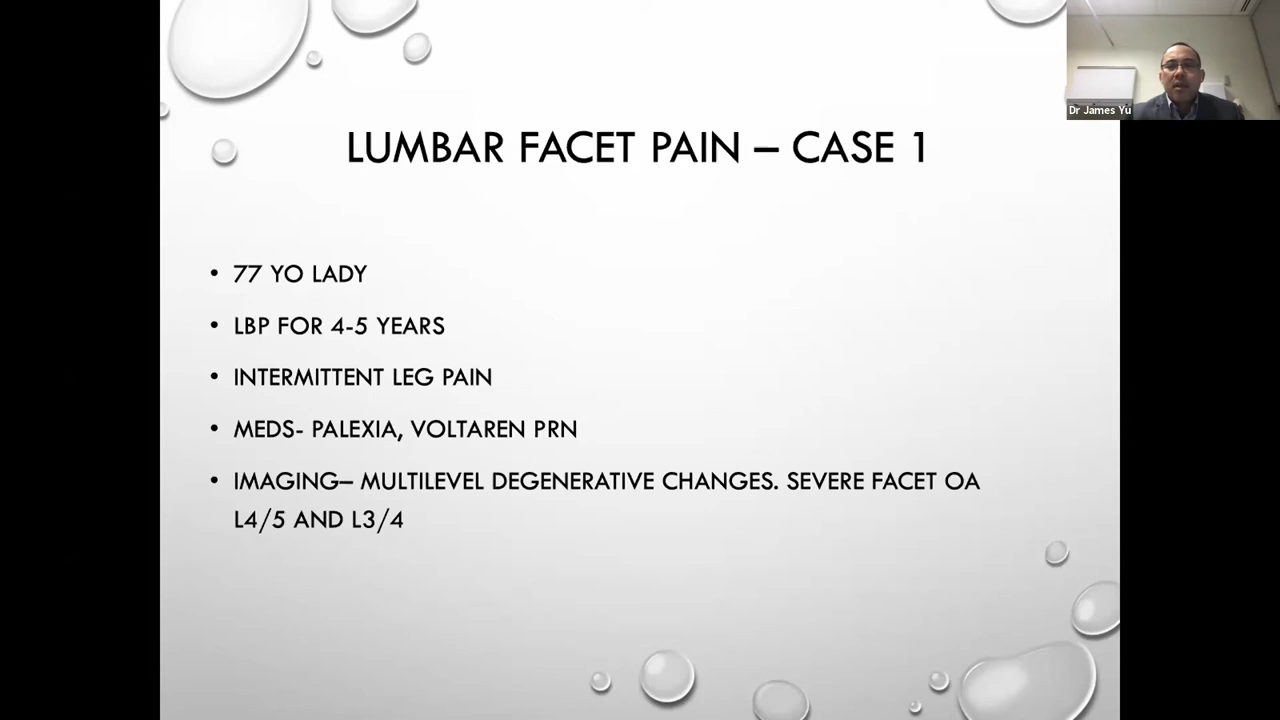 Dr James Yu
LUMBAR FACET PAIN – CASE 1
• 77 YO LADY
• LBP FOR 4-5 YEARS
• INTERMITTENT LEG PAIN
• MEDS- PALEXIA, VOLTAREN PRN
• IMAGING– MULTILEVEL DEGENERATIVE CHANGES. SEVERE FACET OA
L4/5 AND L3/4